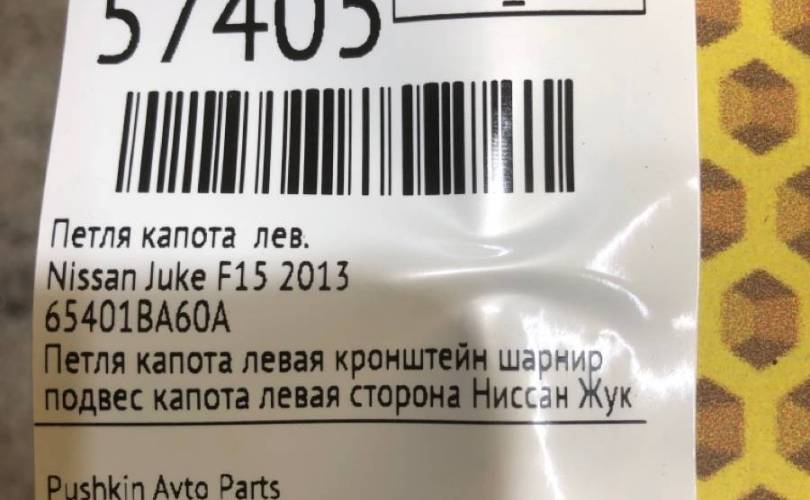 57405
Петля капота лев.
Nissan Juke F15 2013
65401BA60A
Петля капота левая кронштейн шарнир
подвес капота левая сторона Ниссан Жук
Pushkin Avto Parts